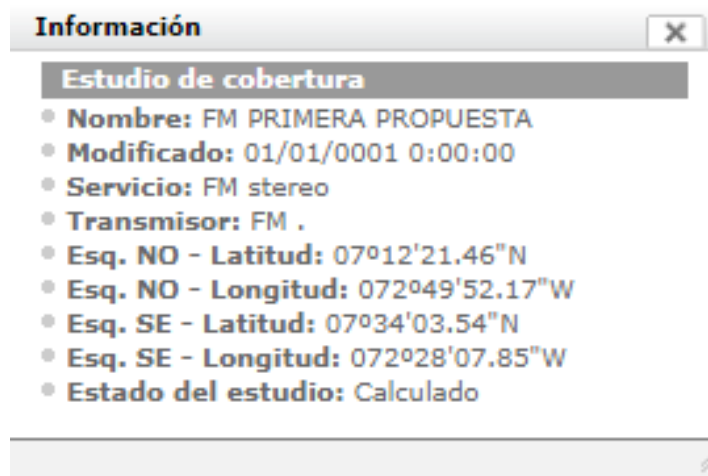 Información
Estudio de cobertura
Nombre: FM PRIMERA PROPUESTA
Modificado: 01/01/0001 0:00:00
Servicio: FM stereo
Transmisor: FM .
Esq. NO - Latitud: 07º12'21.46"N
Esq. NO - Longitud: 072º49'52.17"W
Esq. SE - Latitud: 07º34'03.54"N
Esq. SE - Longitud: 072º28'07.85"W
Estado del estudio: Calculado